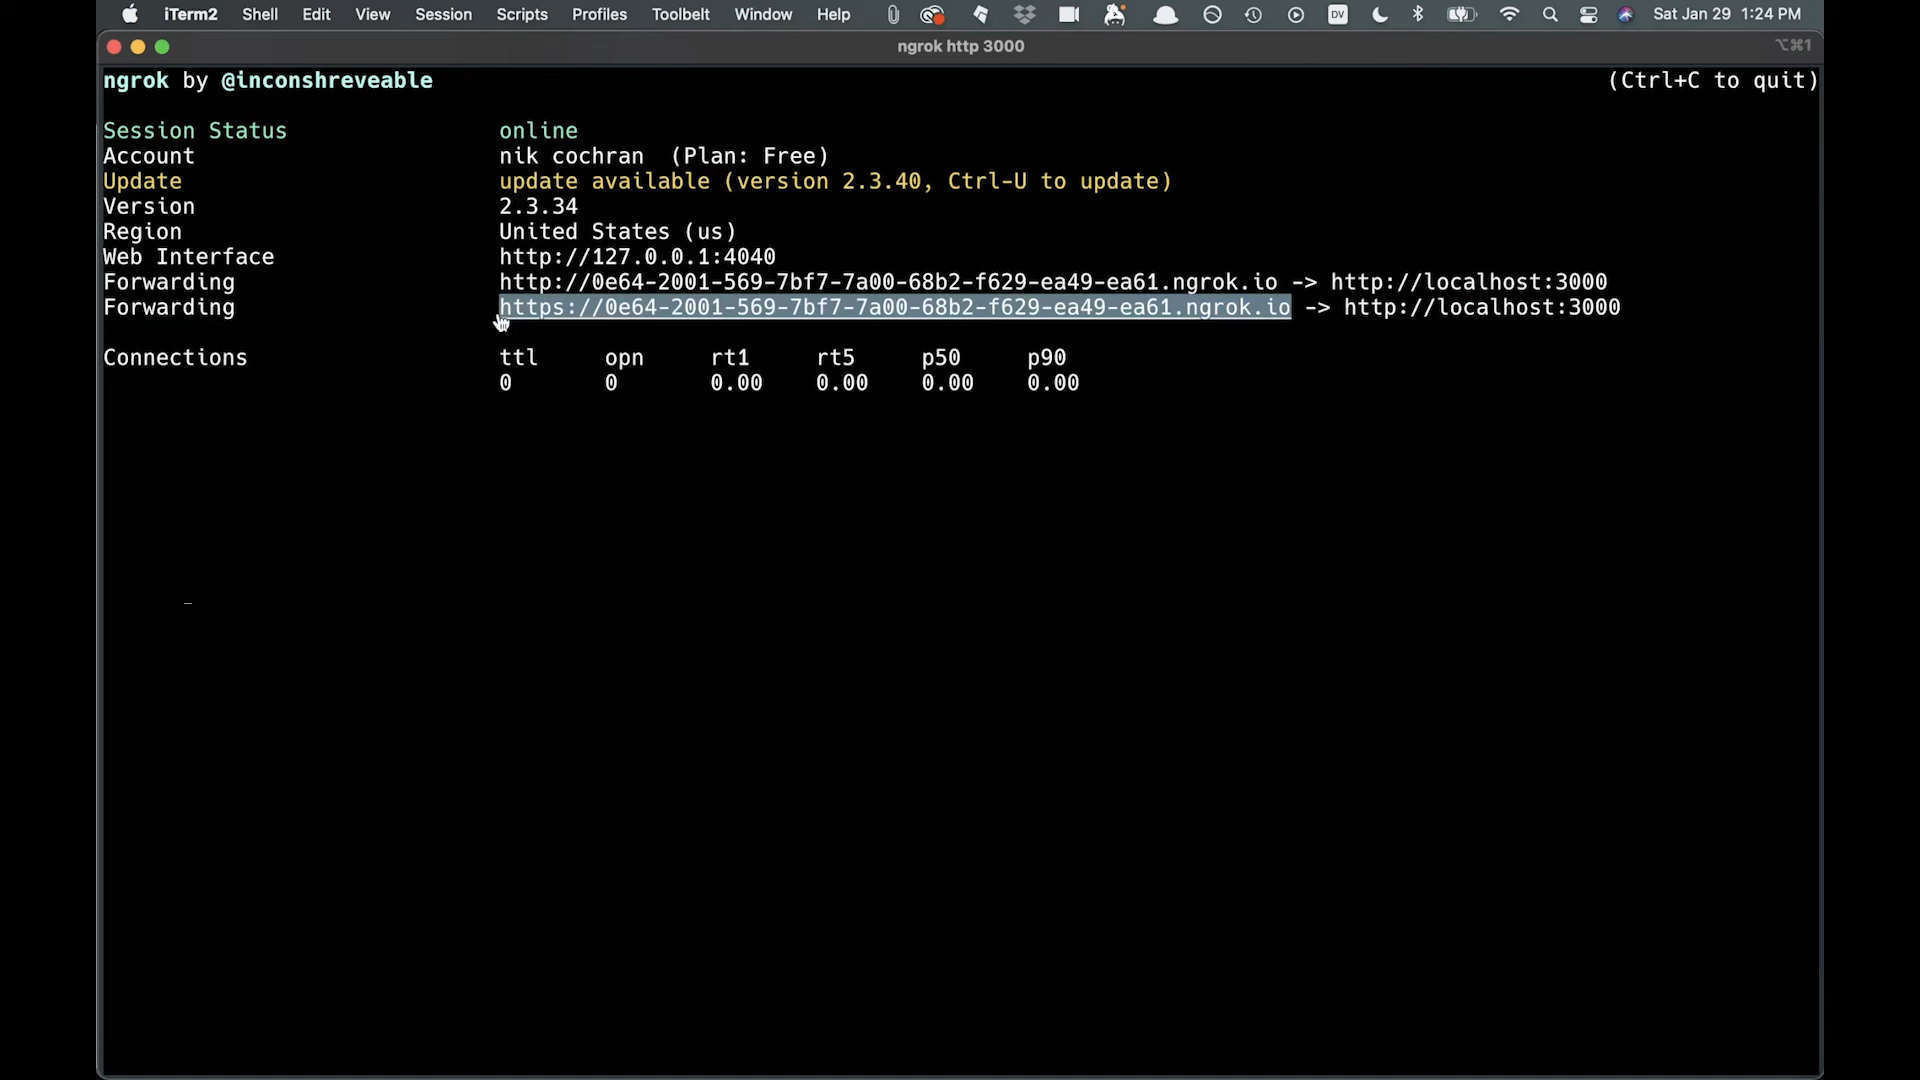 iTerm2 Shell Edit View Session Scripts Profiles Toolbelt Window Help DV Sat Jan 29 1:24 PM
ngrok http 3000 ⌥⌘1
ngrok by @inconshreveable (Ctrl+C to quit)
Session Status online
Account nik cochran (Plan: Free)
Update update available (version 2.3.40, Ctrl-U to update)
Version 2.3.34
Region United States (us)
Web Interface http://127.0.0.1:4040
Forwarding http://0e64-2001-569-7bf7-7a00-68b2-f629-ea49-ea61.ngrok.io -> http://localhost:3000
Forwarding https://0e64-2001-569-7bf7-7a00-68b2-f629-ea49-ea61.ngrok.io -> http://localhost:3000
Connections ttl opn rt1 rt5 p50 p90
0 0 0.00 0.00 0.00 0.00